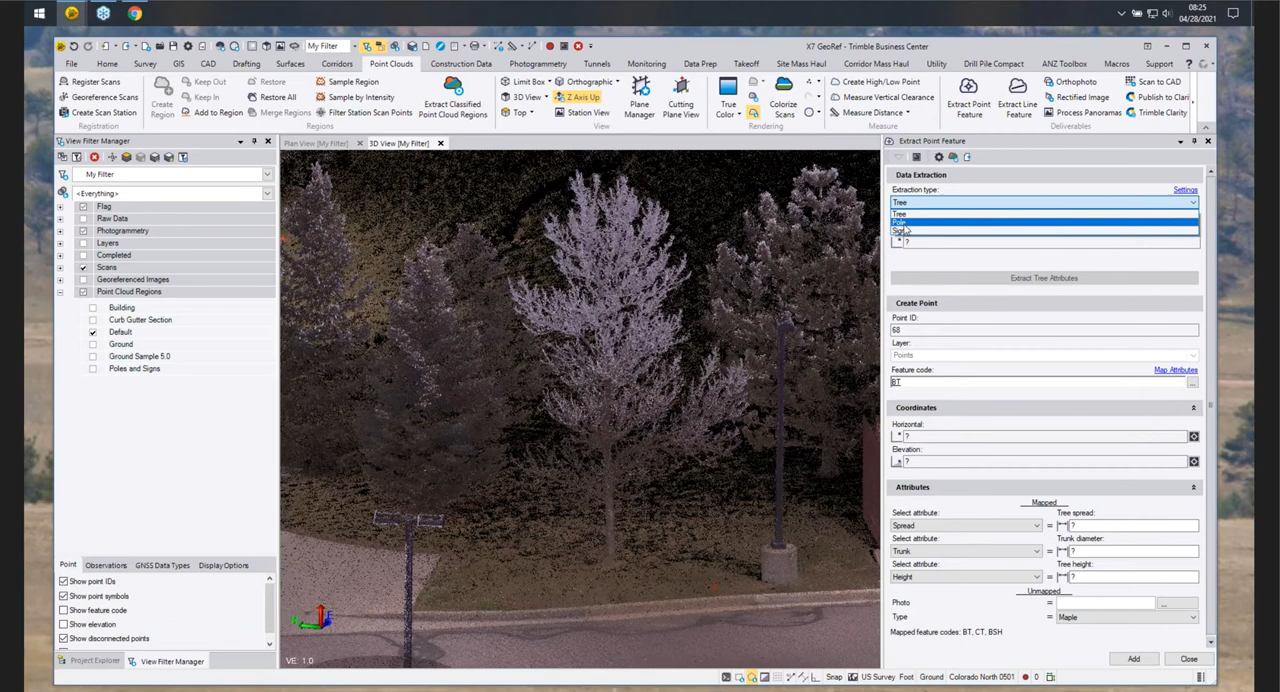 08:25
04/28/2021
My Filter
X7 GeoRef - Trimble Business Center
File
Home
Survey
GIS
CAD
Drafting
Surfaces
Corridors
Point Clouds
Construction Data
Photogrammetry
Tunnels
Monitoring
Data Prep
Takeoff
Site Mass Haul
Corridor Mass Haul
Utility
Drill Pile Compact
ANZ Toolbox
Macros
Support
Register Scans
Georeference Scans
Create Scan Station
Registration
Create
Region
Keep Out
Keep In
Add to Region
Restore
Restore All
Merge Regions
Sample Region
Sample by Intensity
Filter Station Scan Points
Regions
Extract Classified
Point Cloud Regions
Limit Box
3D View
Top
Orthographic
Z Axis Up
Station View
View
Plane
Manager
Cutting
Plane View
True
Color
Colorize
Scans
Rendering
Create High/Low Point
Measure Vertical Clearance
Measure Distance
Measure
Extract Point
Feature
Extract Line
Feature
Orthophoto
Rectified Image
Process Panoramas
Scan to CAD
Publish to Clari
Trimble Clarity
Deliverables
View Filter Manager
My Filter
<Everything>
Flag
Raw Data
Photogrammetry
Layers
Completed
Scans
Georeferenced Images
Point Cloud Regions
Building
Curb Gutter Section
Default
Ground
Ground Sample 5.0
Poles and Signs
Point
Observations
GNSS Data Types
Display Options
Show point IDs
Show point symbols
Show feature code
Show elevation
Show disconnected points
Project Explorer
View Filter Manager
Plan View [My Filter]
3D View [My Filter]
VE: 1.0
Extract Point Feature
Data Extraction
Extraction type:
Settings
Tree
Tree
Pole
Sign
?
Extract Tree Attributes
Create Point
Point ID:
68
Layer:
Points
Feature code:
Map Attributes
BT
...
Coordinates
Horizontal:
?
Elevation:
?
Attributes
Mapped
Select attribute:
Tree spread:
Spread
=
?
Select attribute:
Trunk diameter:
Trunk
=
?
Select attribute:
Tree height:
Height
=
?
Unmapped
Photo
=
...
Type
=
Maple
Mapped feature codes: BT, CT, BSH
Add
Close
Snap
US Survey
Foot
Ground
Colorado North 0501
0